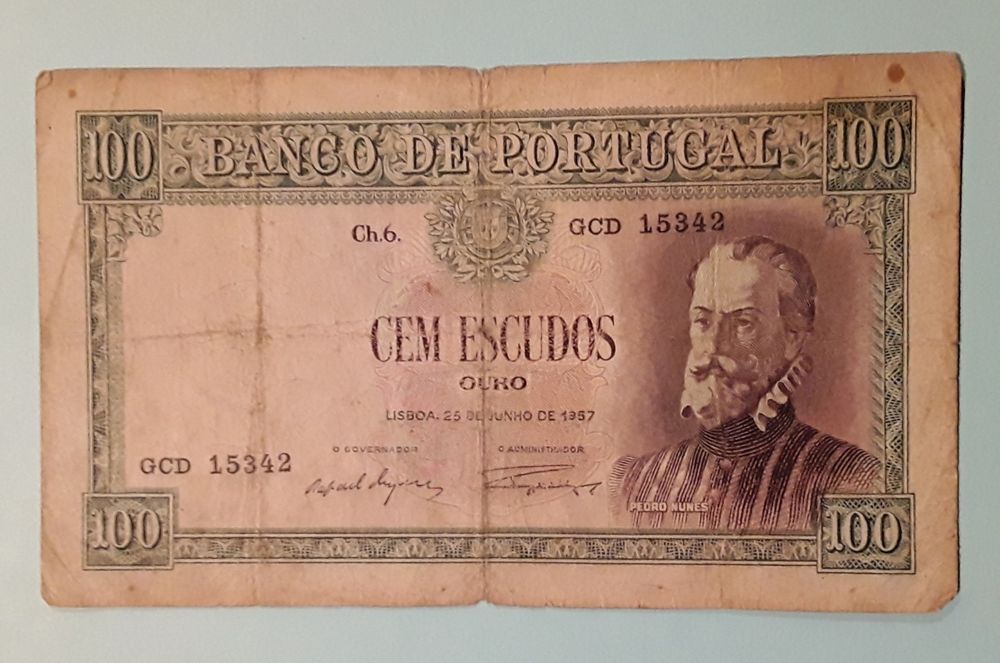 100 BANCO DE PORTUGAL 100
Ch.6. GCD 15342
CEM ESCUDOS
OURO
LISBOA, 25 DE JUNHO DE 1957
O GOVERNADOR O ADMINISTRADOR
GCD 15342
PEDRO NUNES
100 100